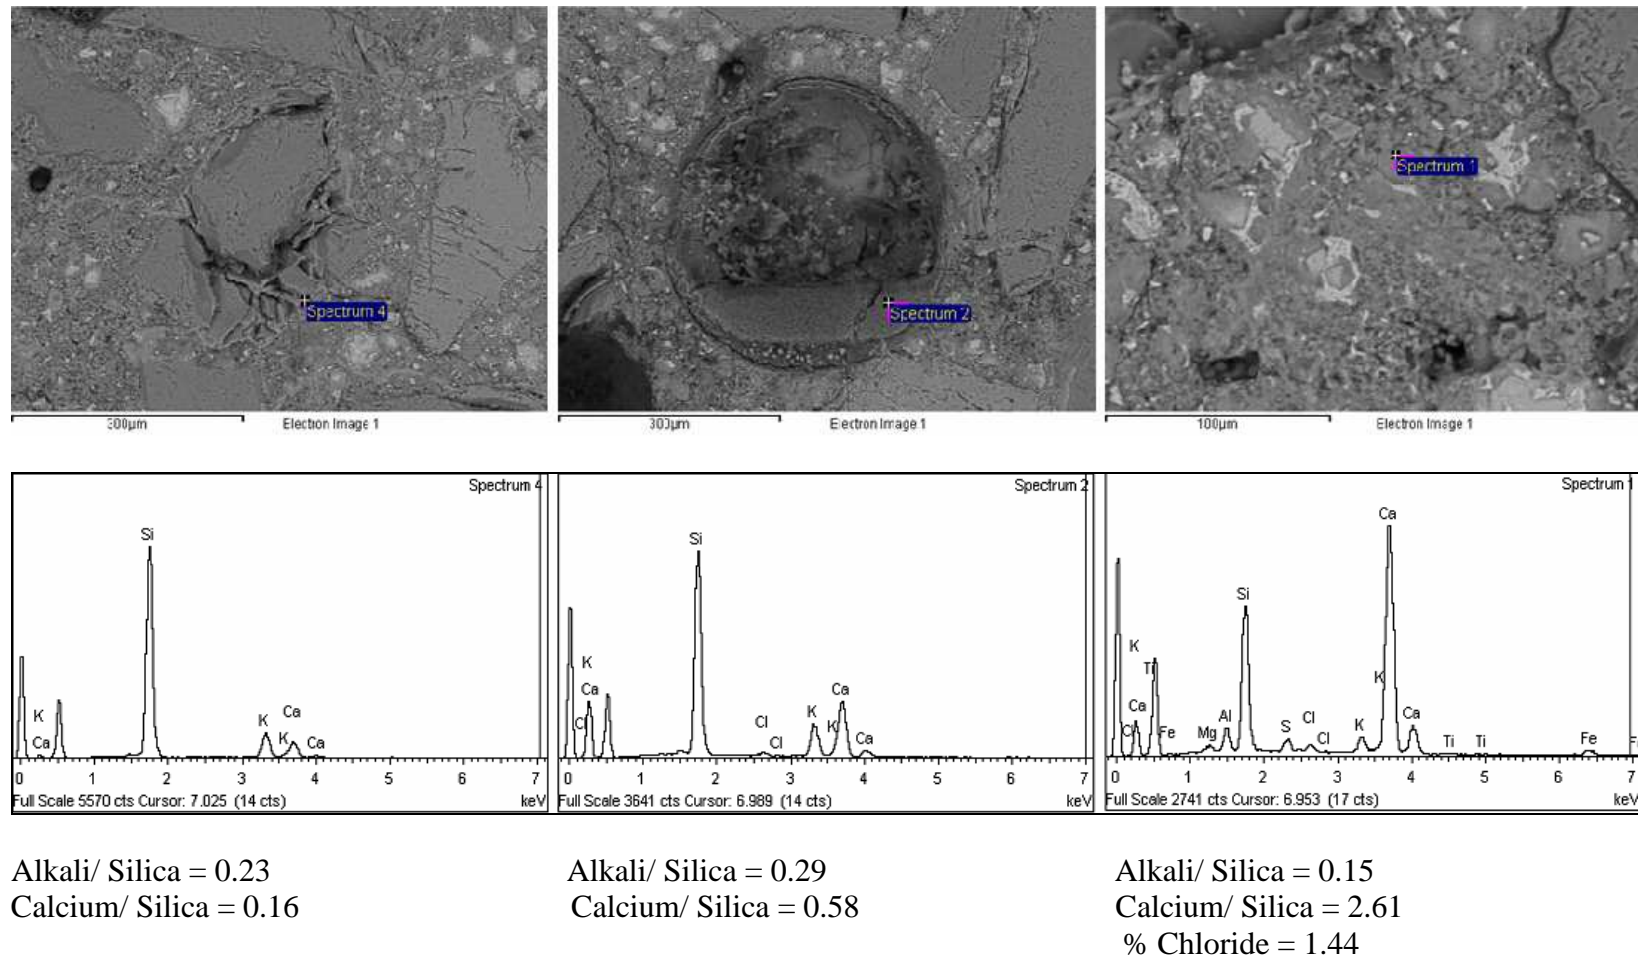 Spectrum 4
Spectrum 2
Spectrum 1
300µm Electron Image 1
300µm Electron Image 1
100µm Electron Image 1
Spectrum 4
Si
K
Ca
K
K
Ca
Ca
0 1 2 3 4 5 6 7
Full Scale 5570 cts Cursor: 7.025 (14 cts) keV
Spectrum 2
Si
K
Ca
Cl
Cl
Cl
K
K
Ca
Ca
0 1 2 3 4 5 6 7
Full Scale 3641 cts Cursor: 6.989 (14 cts) keV
Spectrum 1
Ca
Si
K
Ti
K
Ca
Cl
Fe
Mg
Al
S
Cl
Cl
K
Ca
Ti
Ti
Fe
0 1 2 3 4 5 6 7
Full Scale 2741 cts Cursor: 6.953 (17 cts) keV
Alkali/ Silica = 0.23
Calcium/ Silica = 0.16
Alkali/ Silica = 0.29
Calcium/ Silica = 0.58
Alkali/ Silica = 0.15
Calcium/ Silica = 2.61
% Chloride = 1.44